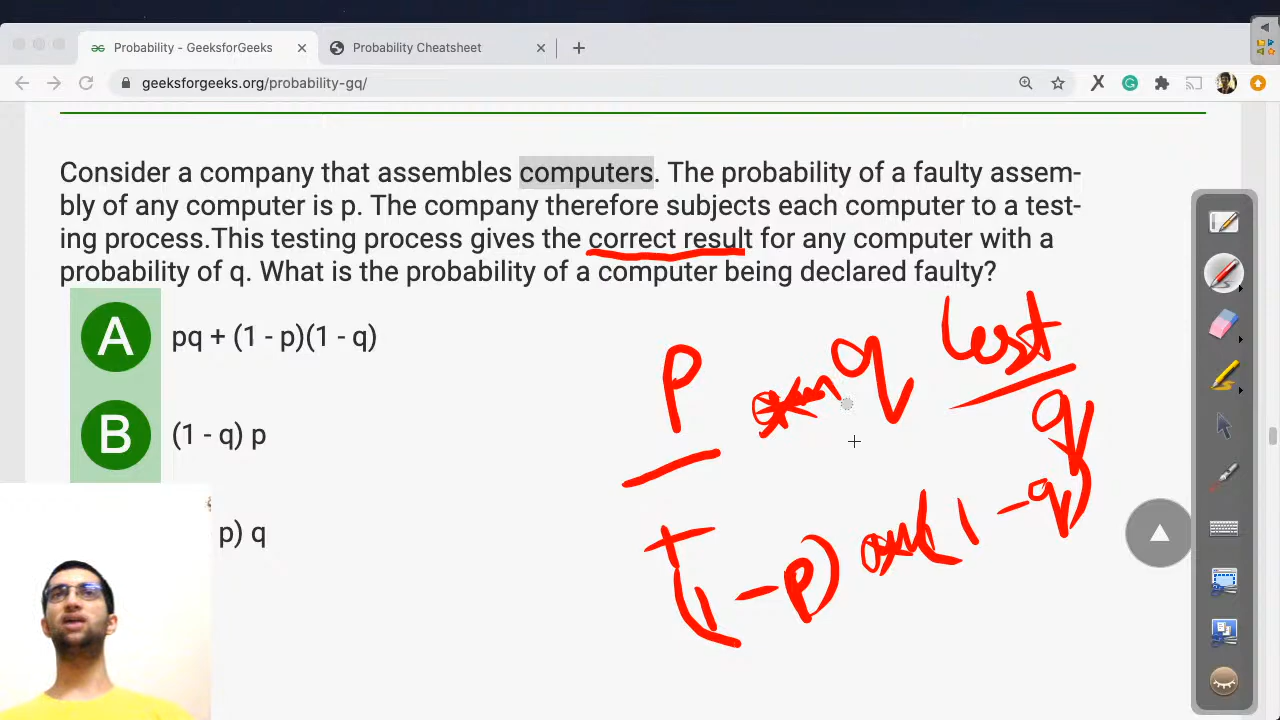 Probability - GeeksforGeeks
Probability Cheatsheet
geeksforgeeks.org/probability-gq/
Consider a company that assembles computers. The probability of a faulty assem-
bly of any computer is p. The company therefore subjects each computer to a test-
ing process.This testing process gives the correct result for any computer with a
probability of q. What is the probability of a computer being declared faulty?
A pq + (1 - p)(1 - q)
B (1 - q) p
p) q
test
p q
q
+
(1-p) (1-q)